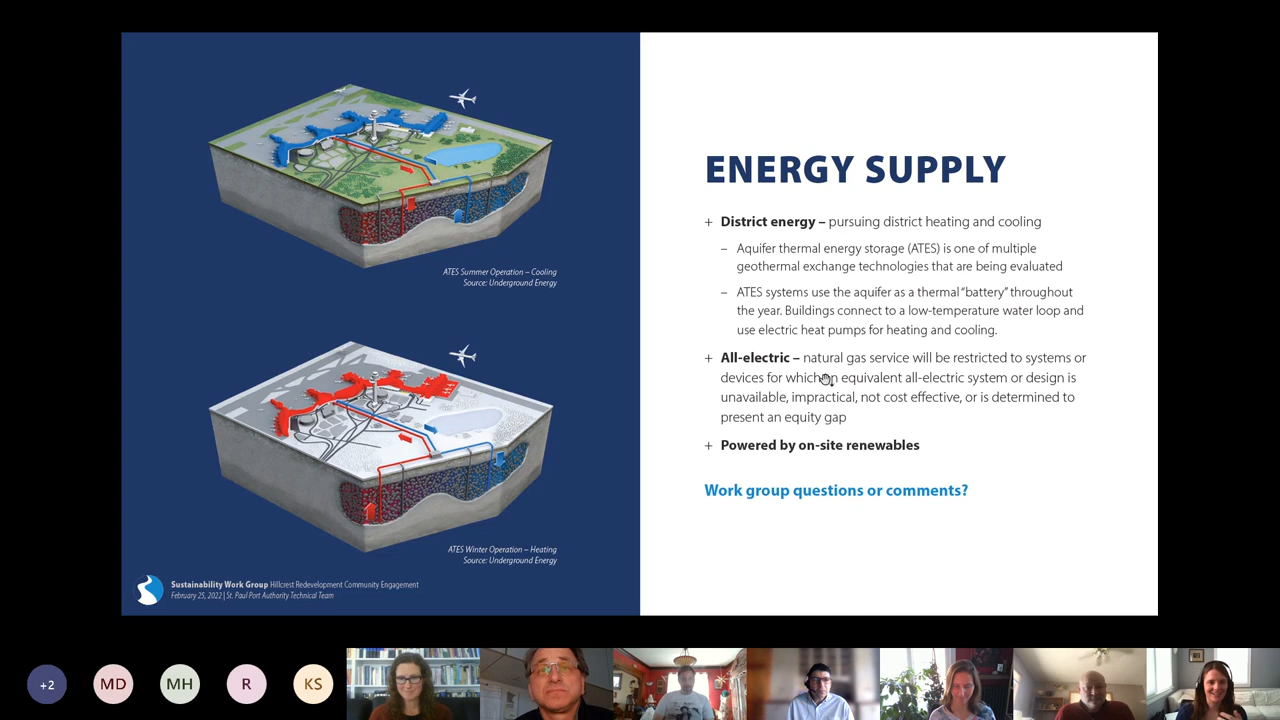 ATES Summer Operation – Cooling
Source: Underground Energy
ATES Winter Operation – Heating
Source: Underground Energy
Sustainability Work Group Hillcrest Redevelopment Community Engagement
February 25, 2022 | St. Paul Port Authority Technical Team
ENERGY SUPPLY
+ District energy – pursuing district heating and cooling
– Aquifer thermal energy storage (ATES) is one of multiple
geothermal exchange technologies that are being evaluated
– ATES systems use the aquifer as a thermal “battery” throughout
the year. Buildings connect to a low-temperature water loop and
use electric heat pumps for heating and cooling.
+ All-electric – natural gas service will be restricted to systems or
devices for which an equivalent all-electric system or design is
unavailable, impractical, not cost effective, or is determined to
present an equity gap
+ Powered by on-site renewables
Work group questions or comments?
+2
MD
MH
R
KS